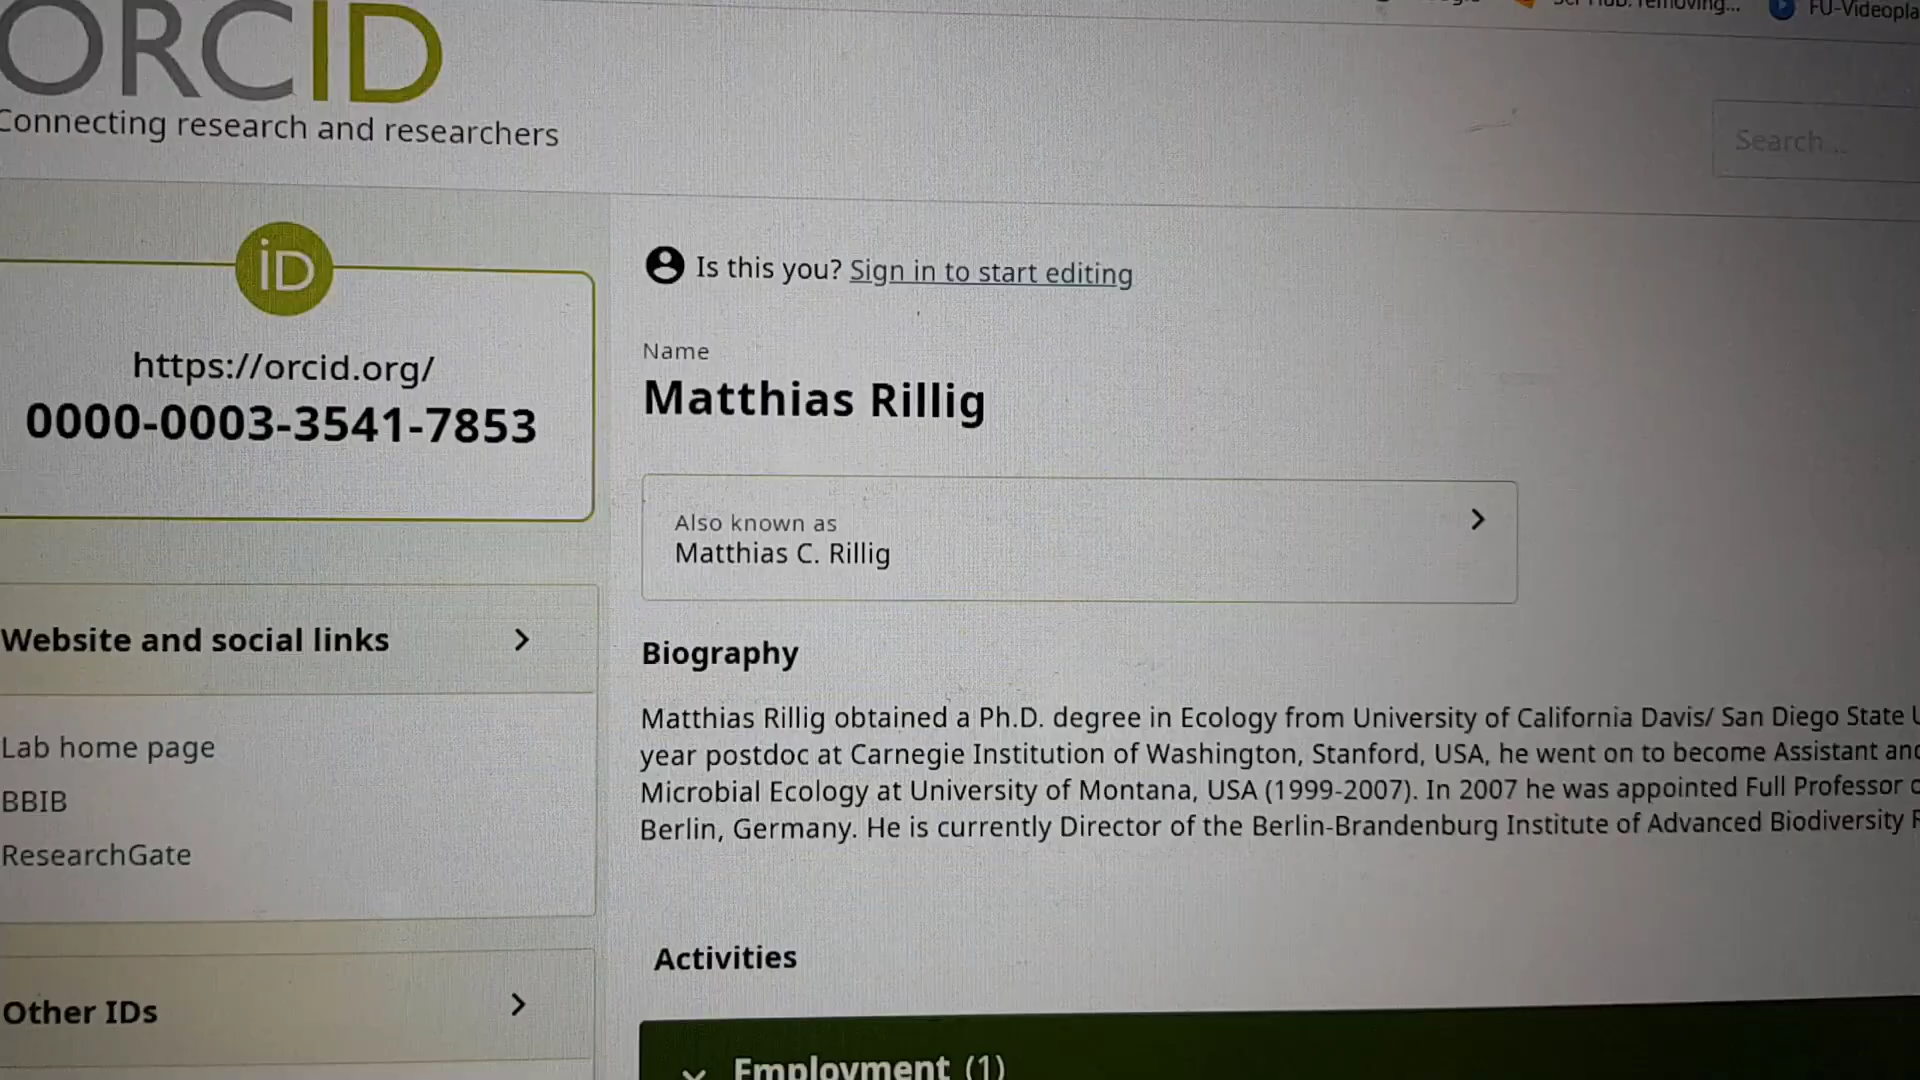 removing...
FU-Videopla
ORCID
Connecting research and researchers
Search...
iD
Is this you? Sign in to start editing
https://orcid.org/
0000-0003-3541-7853
Name
Matthias Rillig
Also known as
Matthias C. Rillig
Website and social links
Lab home page
BBIB
ResearchGate
Other IDs
Biography
Matthias Rillig obtained a Ph.D. degree in Ecology from University of California Davis/ San Diego State U
year postdoc at Carnegie Institution of Washington, Stanford, USA, he went on to become Assistant and
Microbial Ecology at University of Montana, USA (1999-2007). In 2007 he was appointed Full Professor o
Berlin, Germany. He is currently Director of the Berlin-Brandenburg Institute of Advanced Biodiversity R
Activities
Employment (1)